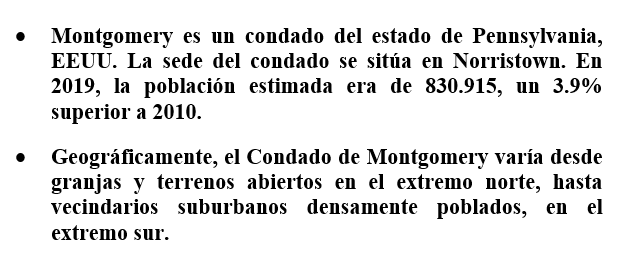 • Montgomery es un condado del estado de Pennsylvania,
EEUU. La sede del condado se sitúa en Norristown. En
2019, la población estimada era de 830.915, un 3.9%
superior a 2010.
• Geográficamente, el Condado de Montgomery varía desde
granjas y terrenos abiertos en el extremo norte, hasta
vecindarios suburbanos densamente poblados, en el
extremo sur.